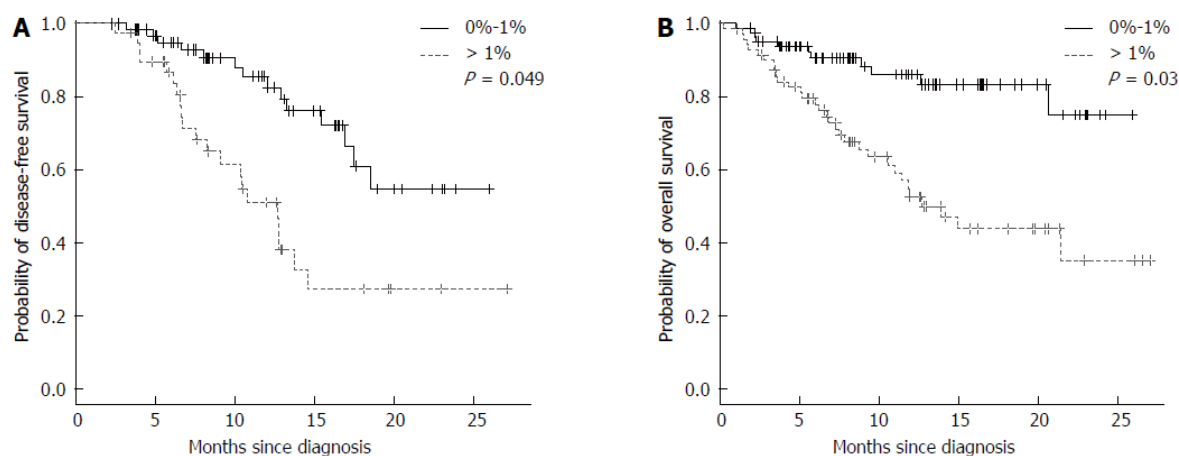 A
Probability of disease-free survival
1.0
0.8
0.6
0.4
0.2
0.0
0%-1%
> 1%
P = 0.049
0 5 10 15 20 25
Months since diagnosis
B
Probability of overall survival
1.0
0.8
0.6
0.4
0.2
0.0
0%-1%
> 1%
P = 0.03
0 5 10 15 20 25
Months since diagnosis